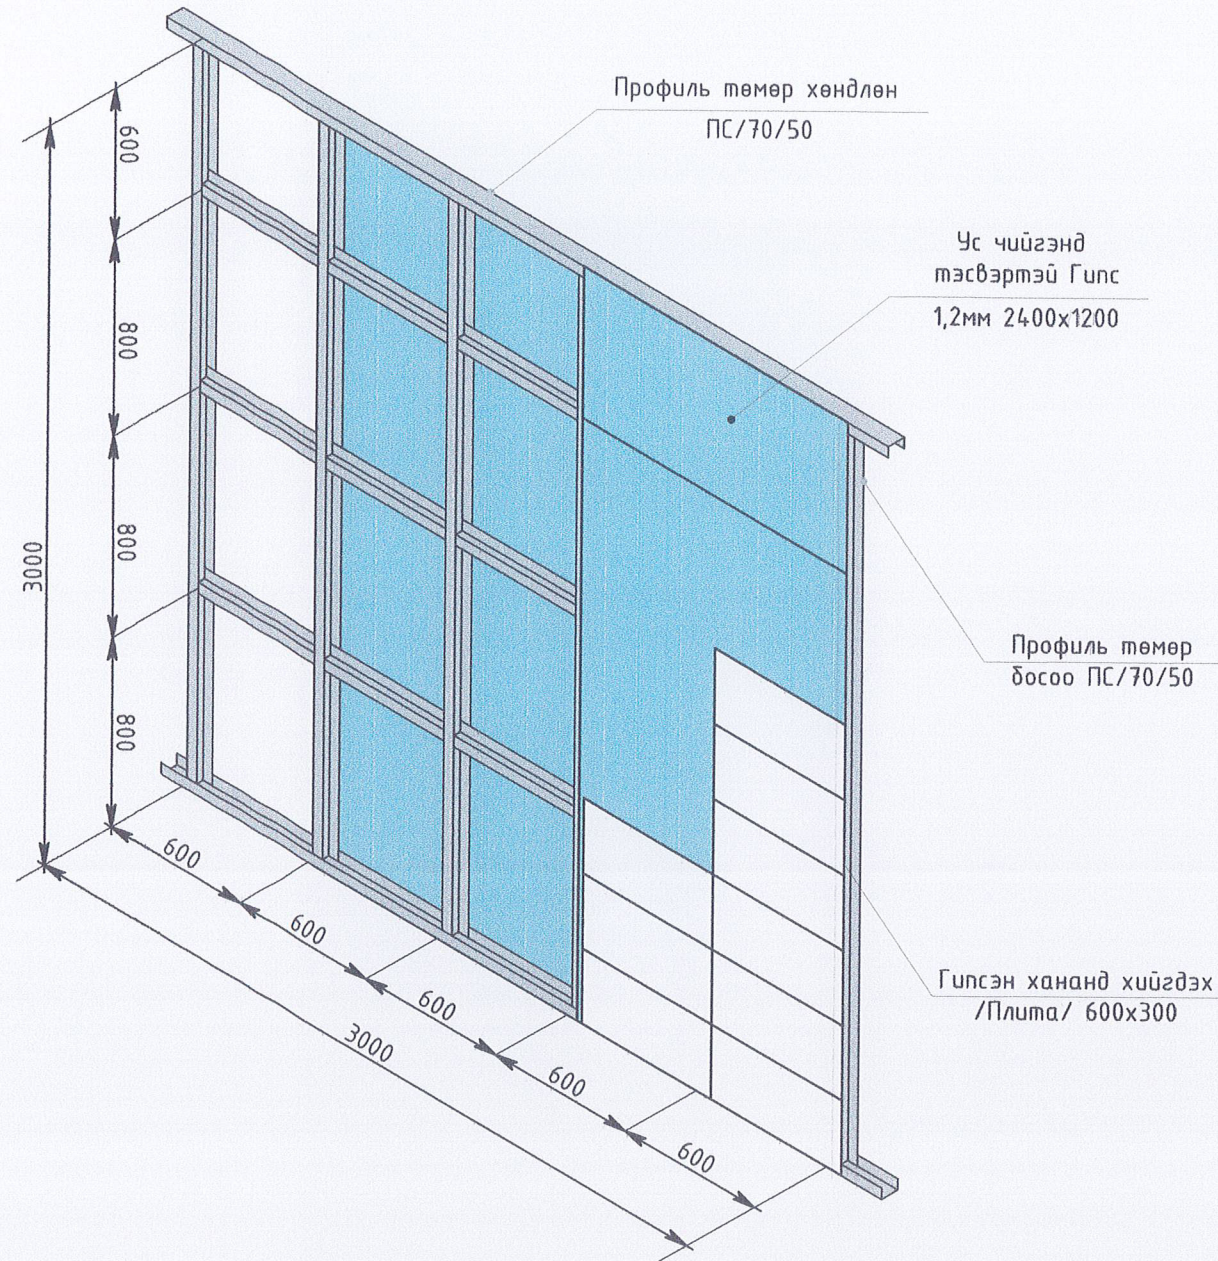 Профиль төмөр хөндлөн
ПС/70/50
Ус чийгэнд
тэсвэртэй Гипс
1,2мм 2400х1200
Профиль төмөр
босоо ПС/70/50
Гипсэн хананд хийгдэх
/Плита/ 600х300
600
800
800
800
3000
600
600
600
600
600
3000